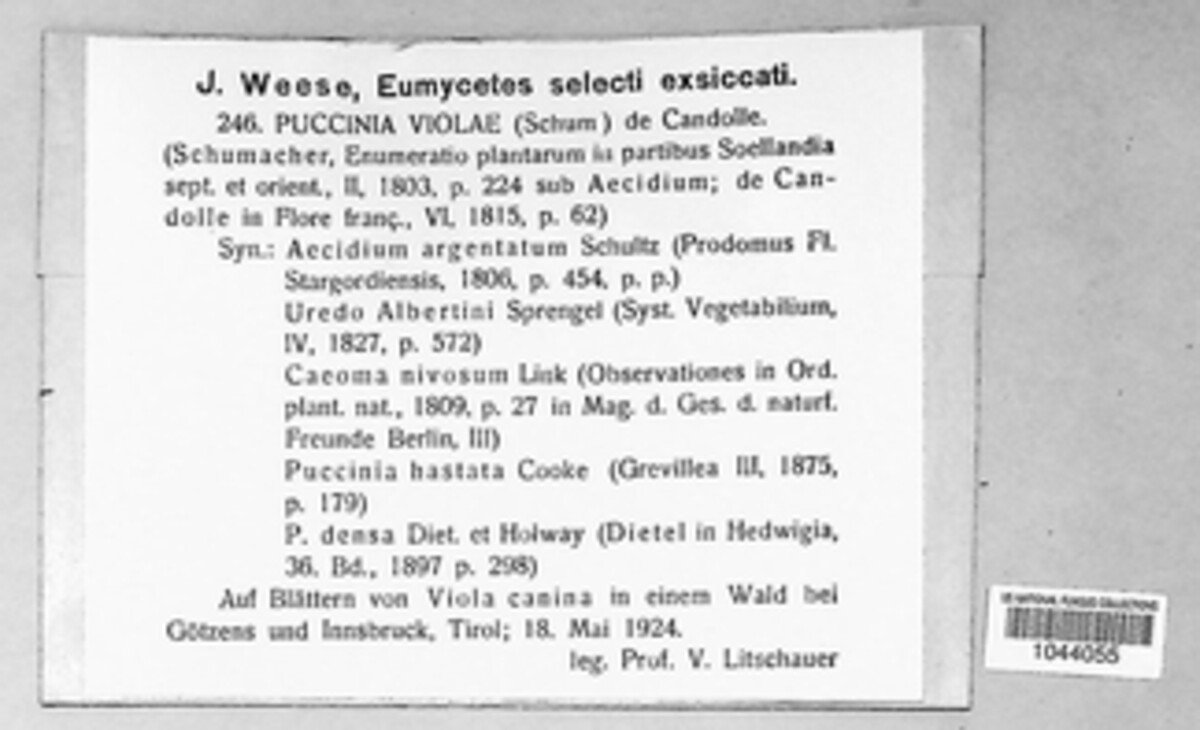 J. Weese, Eumycetes selecti exsiccati.
246. PUCCINIA VIOLAE (Schum) de Candolle.
(Schumacher, Enumeratio plantarum in partibus Soellandia
sept. et orient., II, 1803, p. 224 sub Aecidium; de Can-
dolle in Flore franç., VI, 1815, p. 62)
Syn.: Aecidium argentatum Schultz (Prodomus Fl.
Stargordiensis, 1806, p. 454, p. p.)
Uredo Albertini Sprengel (Syst. Vegetabilium,
IV, 1827, p. 572)
Caeoma nivosum Link (Observationes in Ord.
plant. nat., 1809, p. 27 in Mag. d. Ges. d. naturf.
Freunde Berlin, III)
Puccinia hastata Cooke (Grevillea III, 1875,
p. 179)
P. densa Diet. et Holway (Dietel in Hedwigia,
36. Bd., 1897 p. 298)
Auf Blättern von Viola canina in einem Wald bei
Götzens und Innsbruck, Tirol; 18. Mai 1924.
leg. Prof. V. Litschauer
US NATIONAL FUNGUS COLLECTIONS
1044055